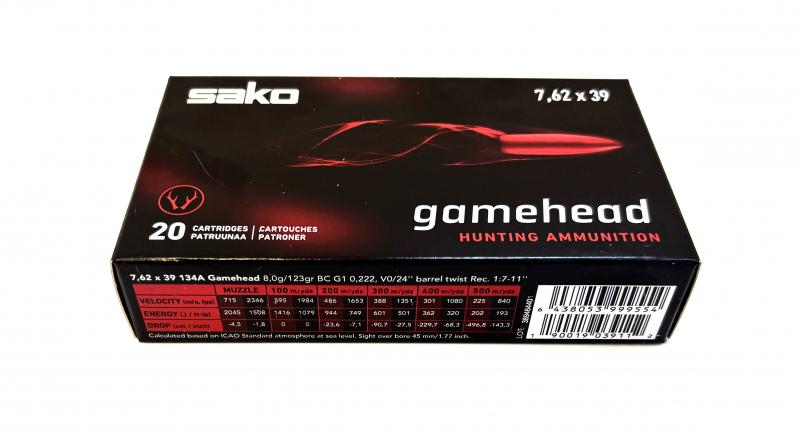 sako
7,62 x 39
gamehead
HUNTING AMMUNITION
20 CARTRIDGES | CARTOUCHES
PATRUUNAA | PATRONER
7,62 x 39 134A Gamehead 8,0g/123gr BC G1 0,222, V0/24" barrel twist Rec. 1:7-11"
MUZZLE 100 m/yds 200 m/yds 300 m/yds 400 m/yds 500 m/yds
VELOCITY (m/s, fps) 715 2346 595 1984 486 1653 388 1351 301 1080 225 840
ENERGY (J / ft-lb) 2045 1508 1416 1079 944 749 601 501 362 320 202 193
DROP (cm / inch) -4,5 -1,8 0 0 -23,6 -7,1 -90,7 -27,5 -229,7 -68,3 -496,8 -143,3
Calculated based on ICAO Standard atmosphere at sea level. Sight over bore 45 mm/1.77 inch.
6 438053 999554
1 90019 03911 2